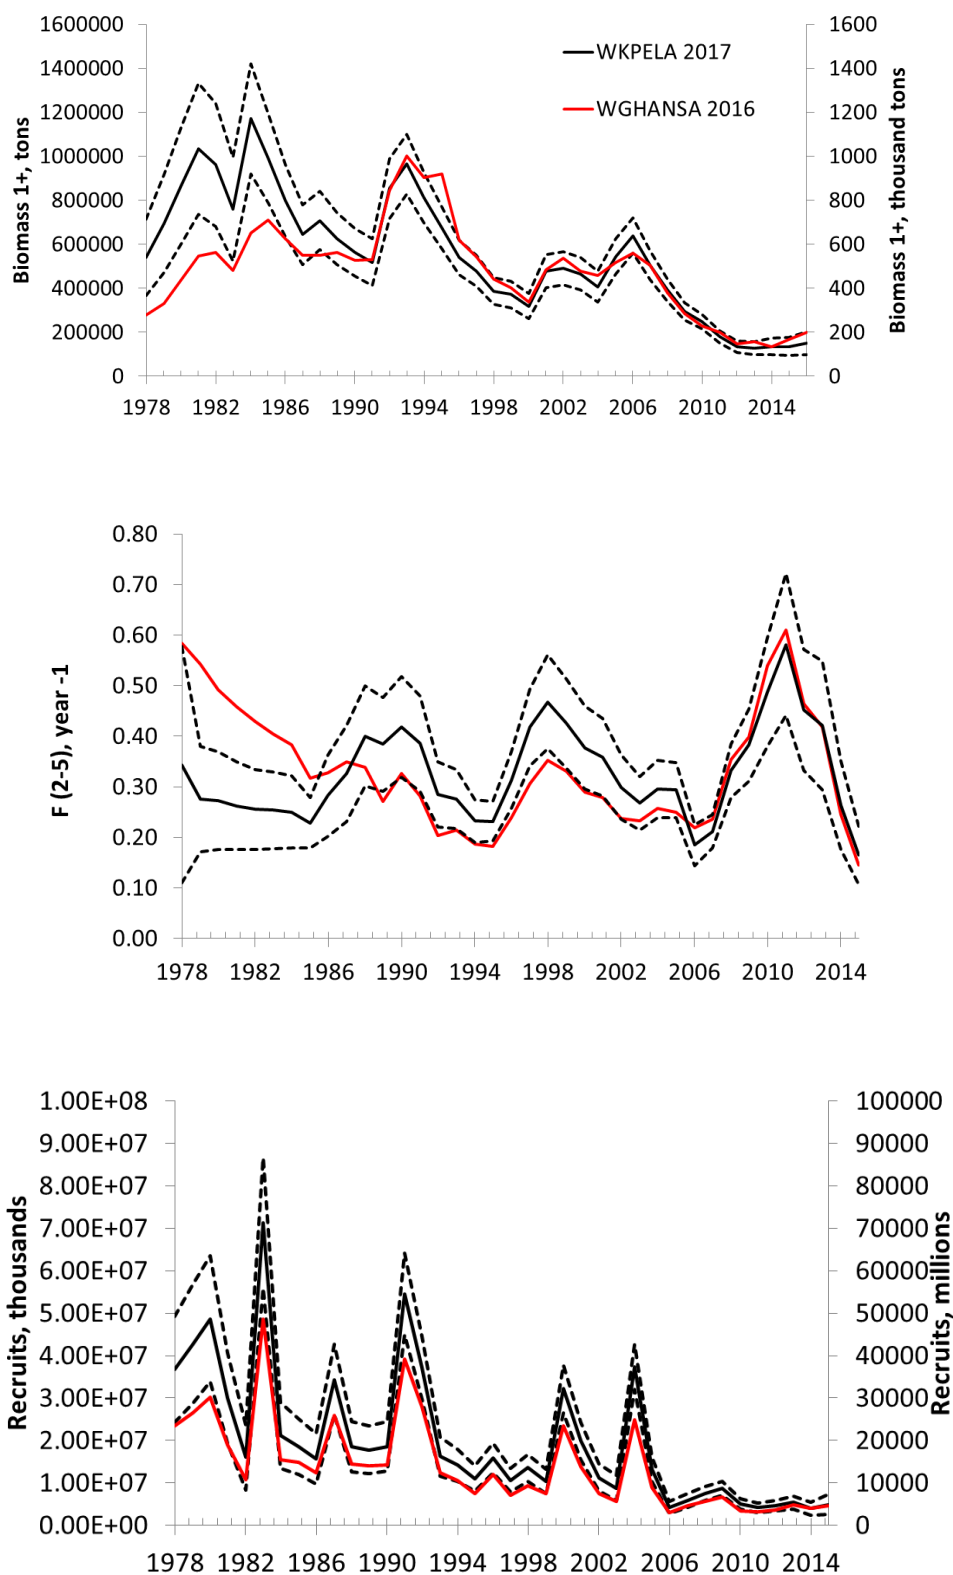 1600000
1400000
1200000
1000000
800000
600000
400000
200000
0
Biomass 1+, tons
WKPELA 2017
WGHANSA 2016
1600
1400
1200
1000
800
600
400
200
0
Biomass 1+, thousand tons
1978 1982 1986 1990 1994 1998 2002 2006 2010 2014
0.80
0.70
0.60
0.50
0.40
0.30
0.20
0.10
0.00
F (2-5), year -1
1978 1982 1986 1990 1994 1998 2002 2006 2010 2014
1.00E+08
9.00E+07
8.00E+07
7.00E+07
6.00E+07
5.00E+07
4.00E+07
3.00E+07
2.00E+07
1.00E+07
0.00E+00
Recruits, thousands
100000
90000
80000
70000
60000
50000
40000
30000
20000
10000
0
Recruits, millions
1978 1982 1986 1990 1994 1998 2002 2006 2010 2014